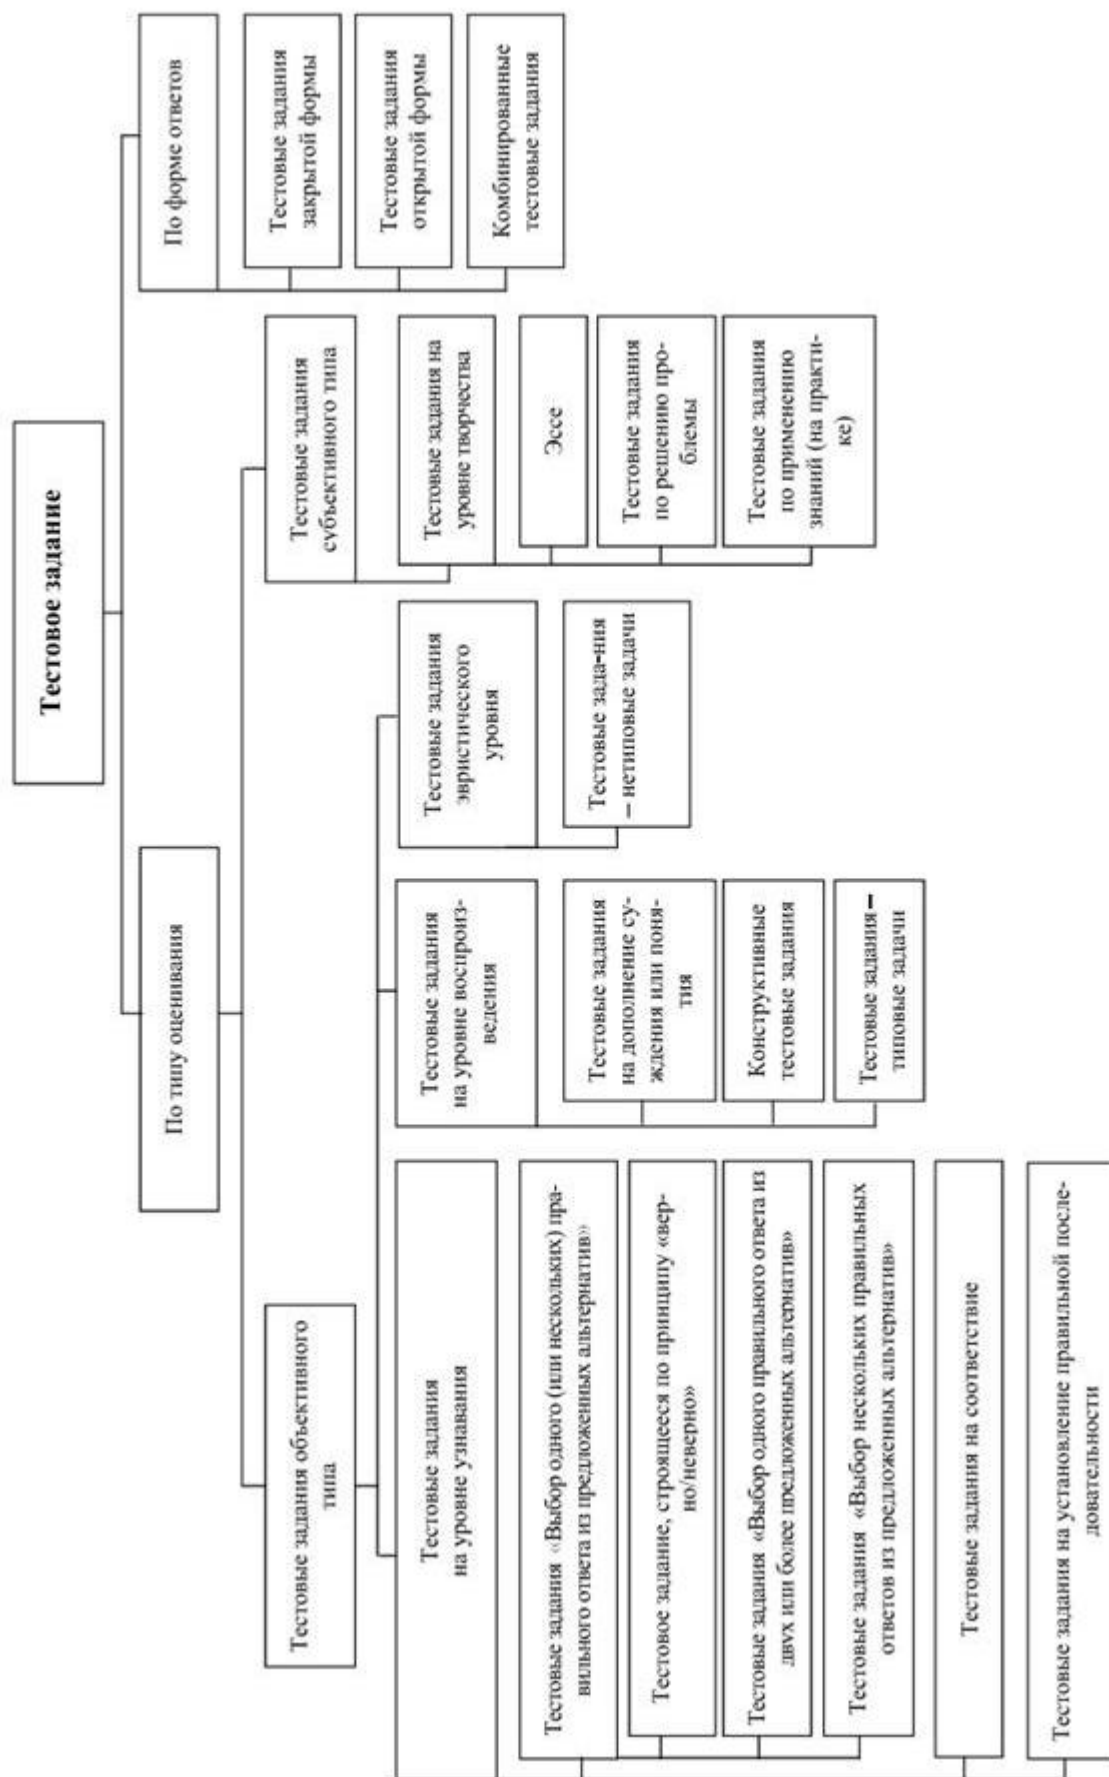 Тестовое задание
По типу оценивания
По форме ответов
Тестовые задания объективного
типа
Тестовые задания
субъективного типа
Тестовые задания
закрытой формы
Тестовые задания
открытой формы
Комбинированные
тестовые задания
Тестовые задания
на уровне узнавания
Тестовые задания
на уровне воспроиз-
ведения
Тестовые задания
эвристического
уровня
Тестовые задания на
уровне творчества
Тестовые задания «Выбор одного (или нескольких) пра-
вильного ответа из предложенных альтернатив»
Тестовое задание, строящееся по принципу «вер-
но/неверно»
Тестовые задания «Выбор одного правильного ответа из
двух или более предложенных альтернатив»
Тестовые задания «Выбор нескольких правильных
ответов из предложенных альтернатив»
Тестовые задания на соответствие
Тестовые задания на установление правильной после-
довательности
Тестовые задания
на дополнение су-
ждения или поня-
тия
Конструктивные
тестовые задания
Тестовые задания—
типовые задачи
Тестовые зада-ния
— нетиповые задачи
Эссе
Тестовые задания
по решению про-
блемы
Тестовые задания
по применению
знаний (на практи-
ке)